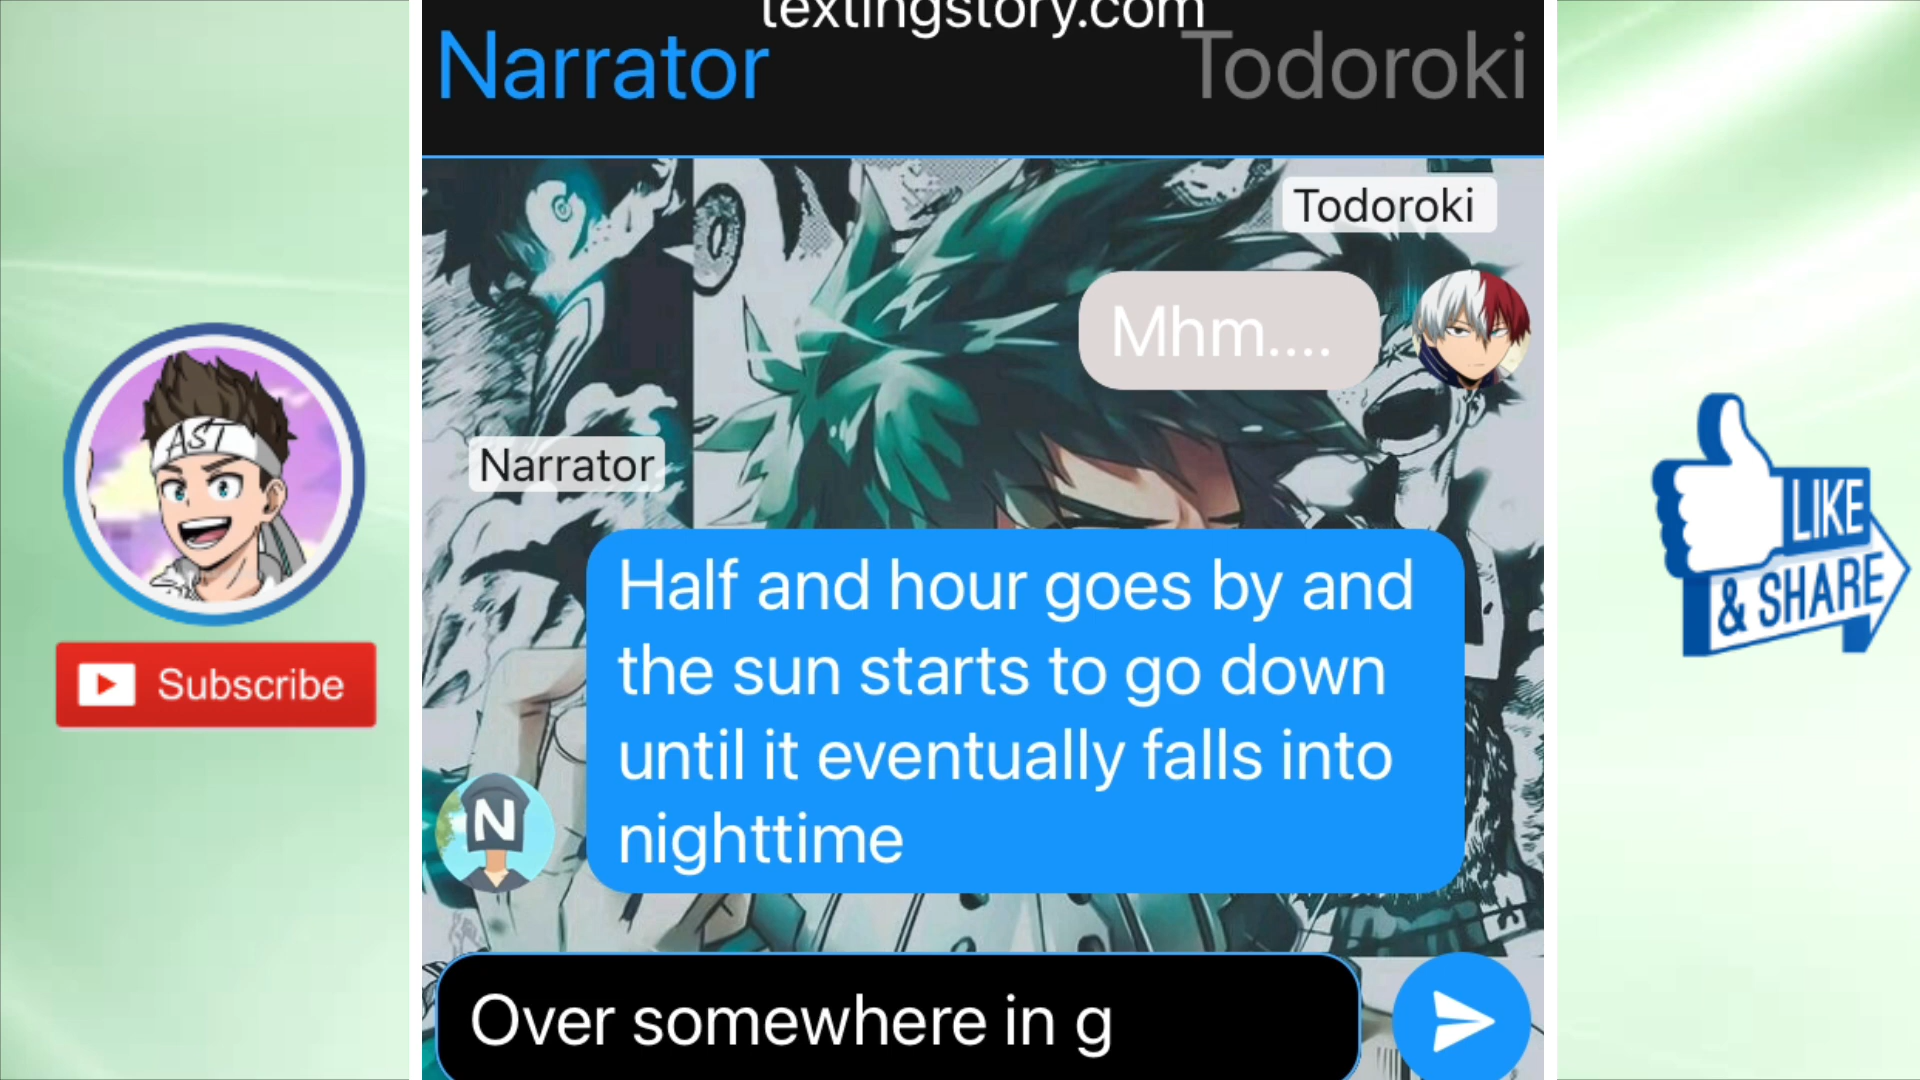 textingstory.com
Narrator
Todoroki
Todoroki
Mhm....
Narrator
Half and hour goes by and
the sun starts to go down
until it eventually falls into
nighttime
N
Over somewhere in g
AST
Subscribe
LIKE
& SHARE